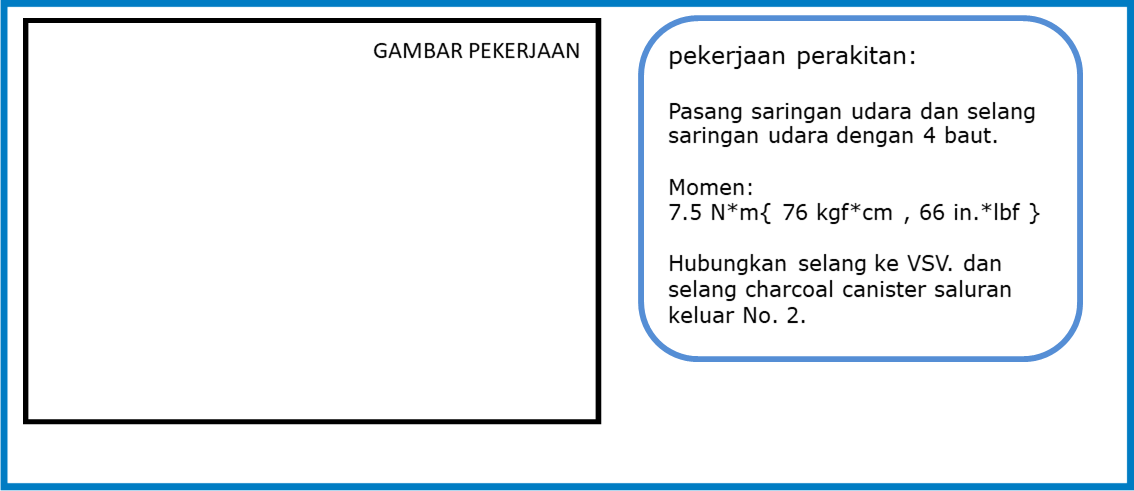 GAMBAR PEKERJAAN
pekerjaan perakitan:
Pasang saringan udara dan selang
saringan udara dengan 4 baut.
Momen:
7.5 N*m{ 76 kgf*cm , 66 in.*lbf }
Hubungkan selang ke VSV. dan
selang charcoal canister saluran
keluar No. 2.